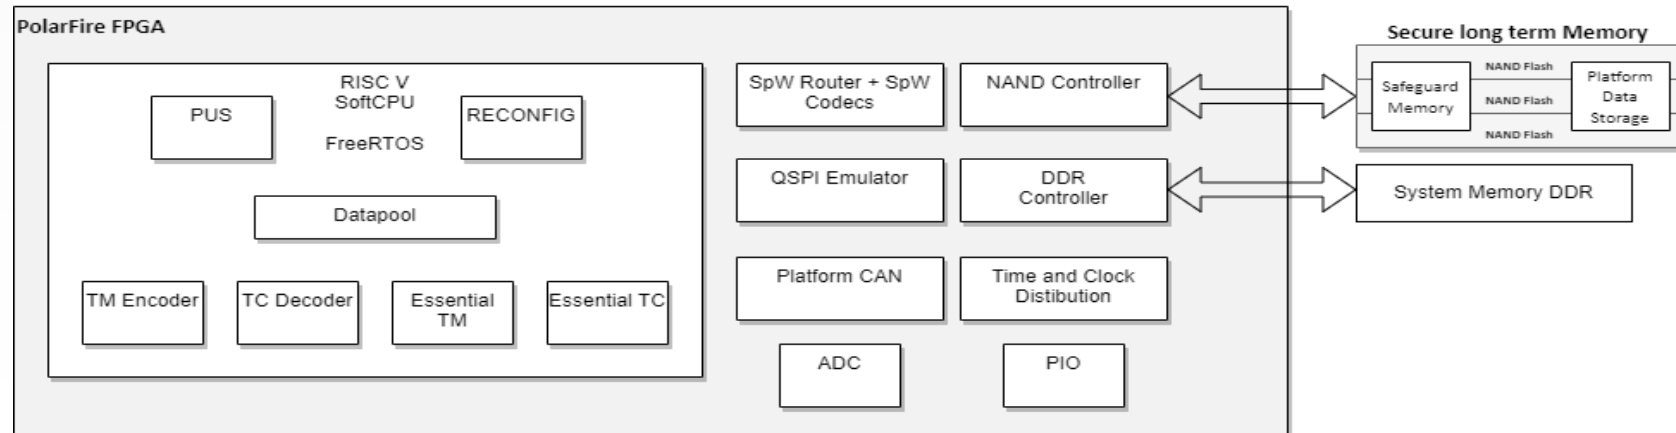 PolarFire FPGA
RISC V
SoftCPU
FreeRTOS
PUS
RECONFIG
Datapool
TM Encoder
TC Decoder
Essential
TM
Essential TC
SpW Router + SpW
Codecs
NAND Controller
QSPI Emulator
DDR
Controller
Platform CAN
Time and Clock
Distibution
ADC
PIO
Secure long term Memory
Safeguard
Memory
NAND Flash
NAND Flash
NAND Flash
Platform
Data
Storage
System Memory DDR